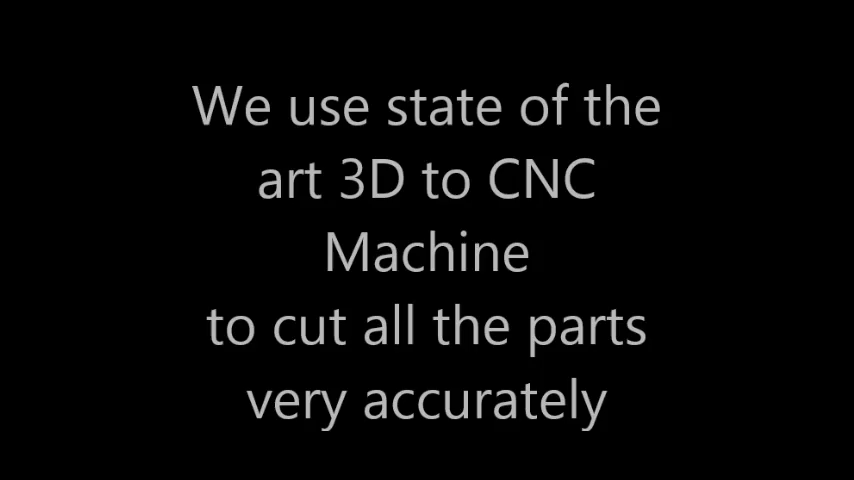 We use state of the
art 3D to CNC
Machine
to cut all the parts
very accurately